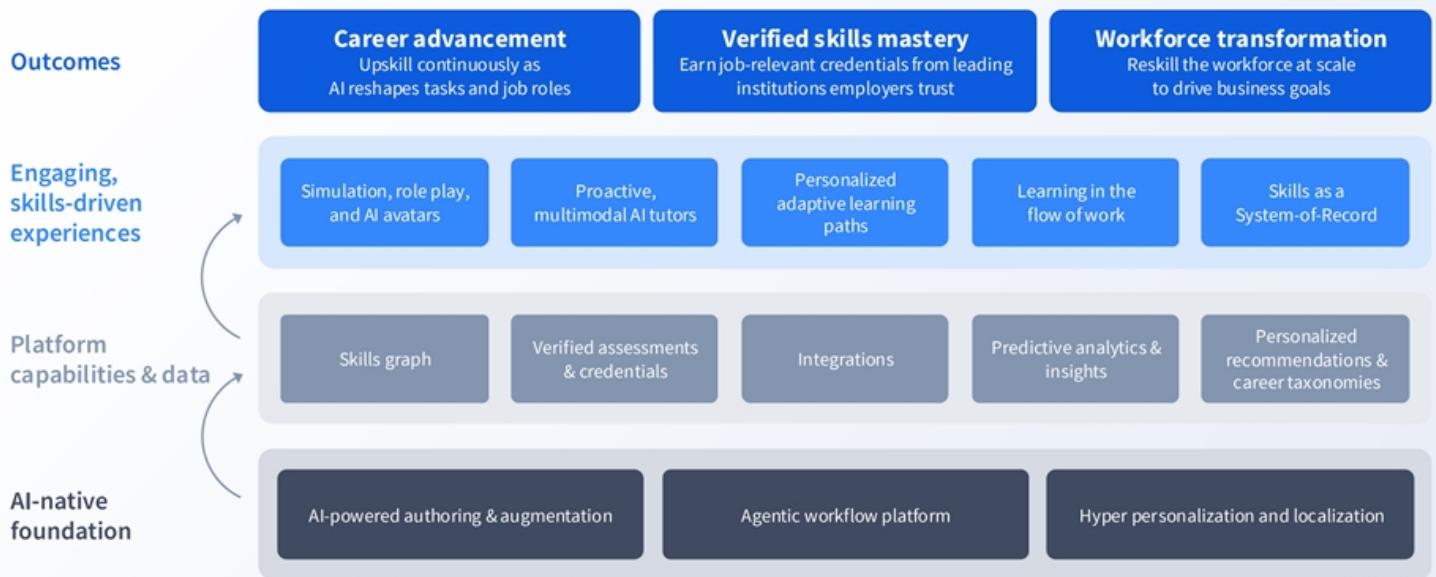 Outcomes
Career advancement
Upskill continuously as
AI reshapes tasks and job roles
Verified skills mastery
Earn job-relevant credentials from leading
institutions employers trust
Workforce transformation
Reskill the workforce at scale
to drive business goals
Engaging,
skills-driven
experiences
Simulation, role play,
and AI avatars
Proactive,
multimodal AI tutors
Personalized
adaptive learning
paths
Learning in the
flow of work
Skills as a
System-of-Record
Platform
capabilities & data
Skills graph
Verified assessments
& credentials
Integrations
Predictive analytics &
insights
Personalized
recommendations &
career taxonomies
AI-native
foundation
AI-powered authoring & augmentation
Agentic workflow platform
Hyper personalization and localization